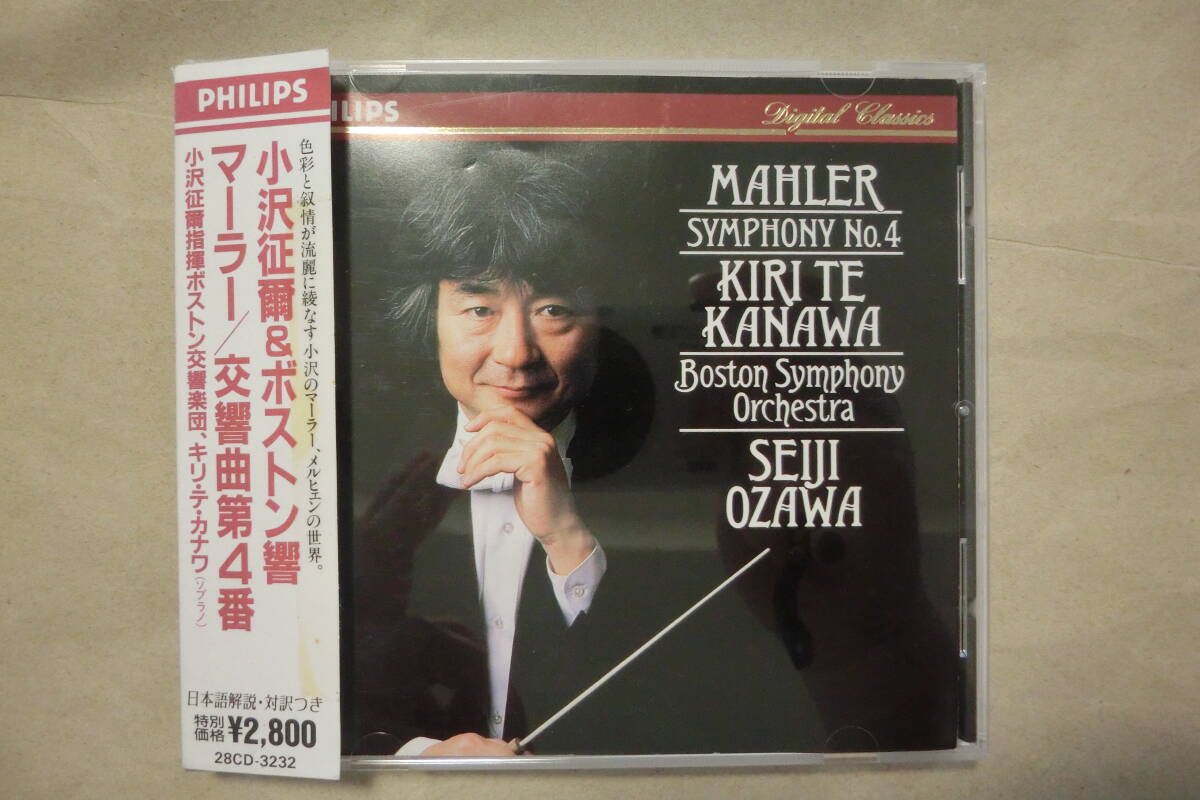 PHILIPS
色彩と叙情が流麗に綾なす小沢のマーラー、メルヒェンの世界。
小沢征爾&ボストン響
マーラー/交響曲第4番
小沢征爾指揮ボストン交響楽団、キリ・テ・カナワ(ソプラノ)
日本語解説・対訳つき
特別価格 ¥2,800
28CD-3232
ILIPS
Digital Classics
MAHLER
SYMPHONY No.4
KIRI TE
KANAWA
Boston Symphony
Orchestra
SEIJI
OZAWA